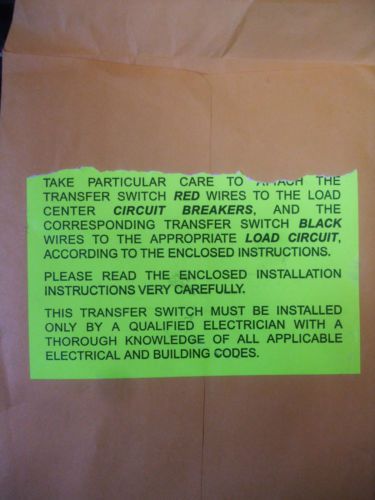 TAKE PARTICULAR CARE TO ATTACH THE
TRANSFER SWITCH RED WIRES TO THE LOAD
CENTER CIRCUIT BREAKERS, AND THE
CORRESPONDING TRANSFER SWITCH BLACK
WIRES TO THE APPROPRIATE LOAD CIRCUIT,
ACCORDING TO THE ENCLOSED INSTRUCTIONS.
PLEASE READ THE ENCLOSED INSTALLATION
INSTRUCTIONS VERY CAREFULLY.
THIS TRANSFER SWITCH MUST BE INSTALLED
ONLY BY A QUALIFIED ELECTRICIAN WITH A
THOROUGH KNOWLEDGE OF ALL APPLICABLE
ELECTRICAL AND BUILDING CODES.